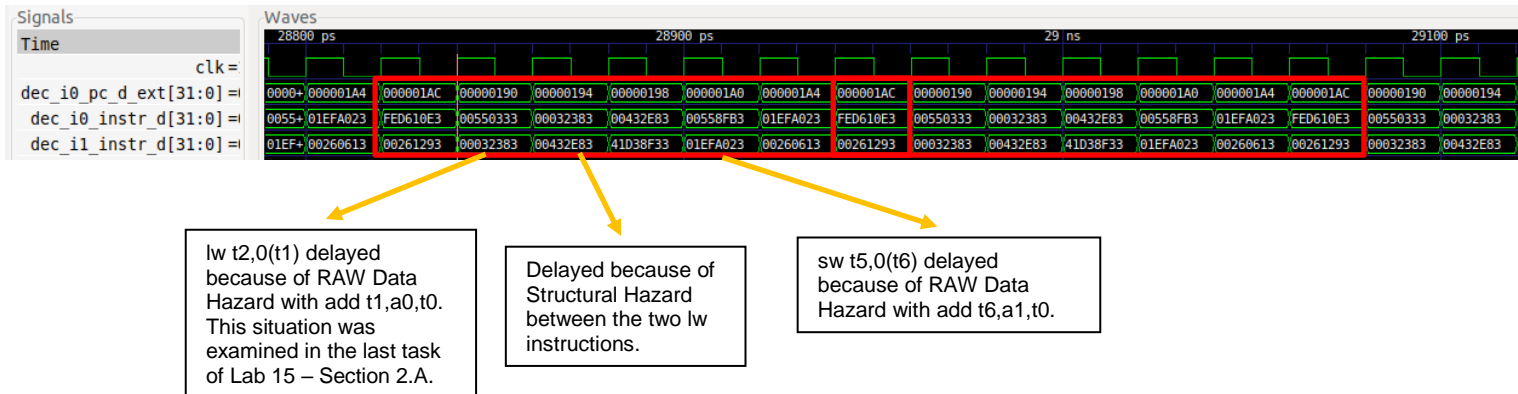 Signals
Waves
Time
28800 ps
28900 ps
29 ns
29100 ps
clk=
dec_i0_pc_d_ext[31:0]=
0000+ 000001A4 000001AC 00000190 00000194 00000198 000001A0 000001A4 000001AC 00000190 00000194 00000198 000001A0 000001A4 000001AC 00000190 00000194
dec_i0_instr_d[31:0]=
0055+ 01EFA023 FED610E3 00550333 00032383 00432E83 00558FB3 01EFA023 FED610E3 00550333 00032383 00432E83 00558FB3 01EFA023 FED610E3 00550333 00032383
dec_i1_instr_d[31:0]=
01EF+ 00260613 00261293 00032383 00432E83 41D38F33 01EFA023 00260613 00261293 00032383 00432E83 41D38F33 01EFA023 00260613 00261293 00032383 00432E83
lw t2,0(t1) delayed
because of RAW Data
Hazard with add t1,a0,t0.
This situation was
examined in the last task
of Lab 15 – Section 2.A.
Delayed because of
Structural Hazard
between the two lw
instructions.
sw t5,0(t6) delayed
because of RAW Data
Hazard with add t6,a1,t0.